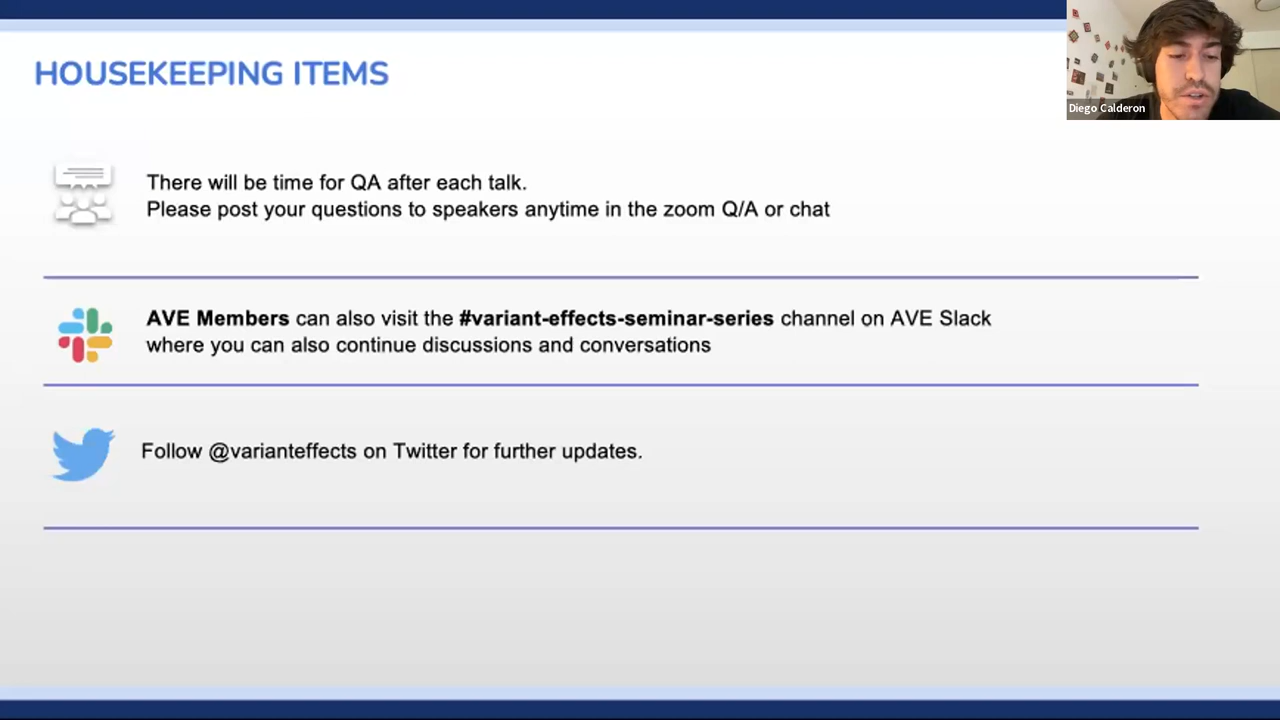 HOUSEKEEPING ITEMS
Diego Calderon
There will be time for QA after each talk.
Please post your questions to speakers anytime in the zoom Q/A or chat
AVE Members can also visit the #variant-effects-seminar-series channel on AVE Slack
where you can also continue discussions and conversations
Follow @varianteffects on Twitter for further updates.